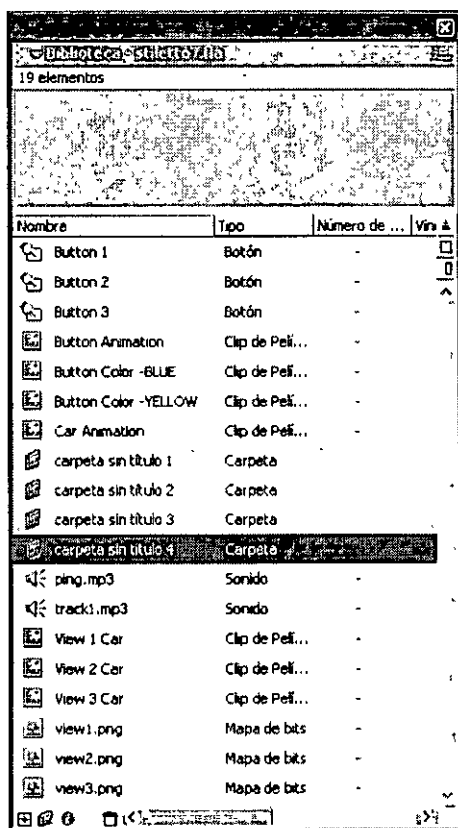 Biblioteca - stiletto7.fla
19 elementos
Nombre Tipo Número de ... Vin
Button 1 Botón -
Button 2 Botón -
Button 3 Botón -
Button Animation Clip de Pelí... -
Button Color -BLUE Clip de Pelí... -
Button Color -YELLOW Clip de Pelí... -
Car Animation Clip de Pelí... -
carpeta sin título 1 Carpeta
carpeta sin título 2 Carpeta
carpeta sin título 3 Carpeta
carpeta sin título 4 Carpeta
ping.mp3 Sonido -
track1.mp3 Sonido -
View 1 Car Clip de Pelí... -
View 2 Car Clip de Pelí... -
View 3 Car Clip de Pelí... -
view1.png Mapa de bits -
view2.png Mapa de bits -
view3.png Mapa de bits -